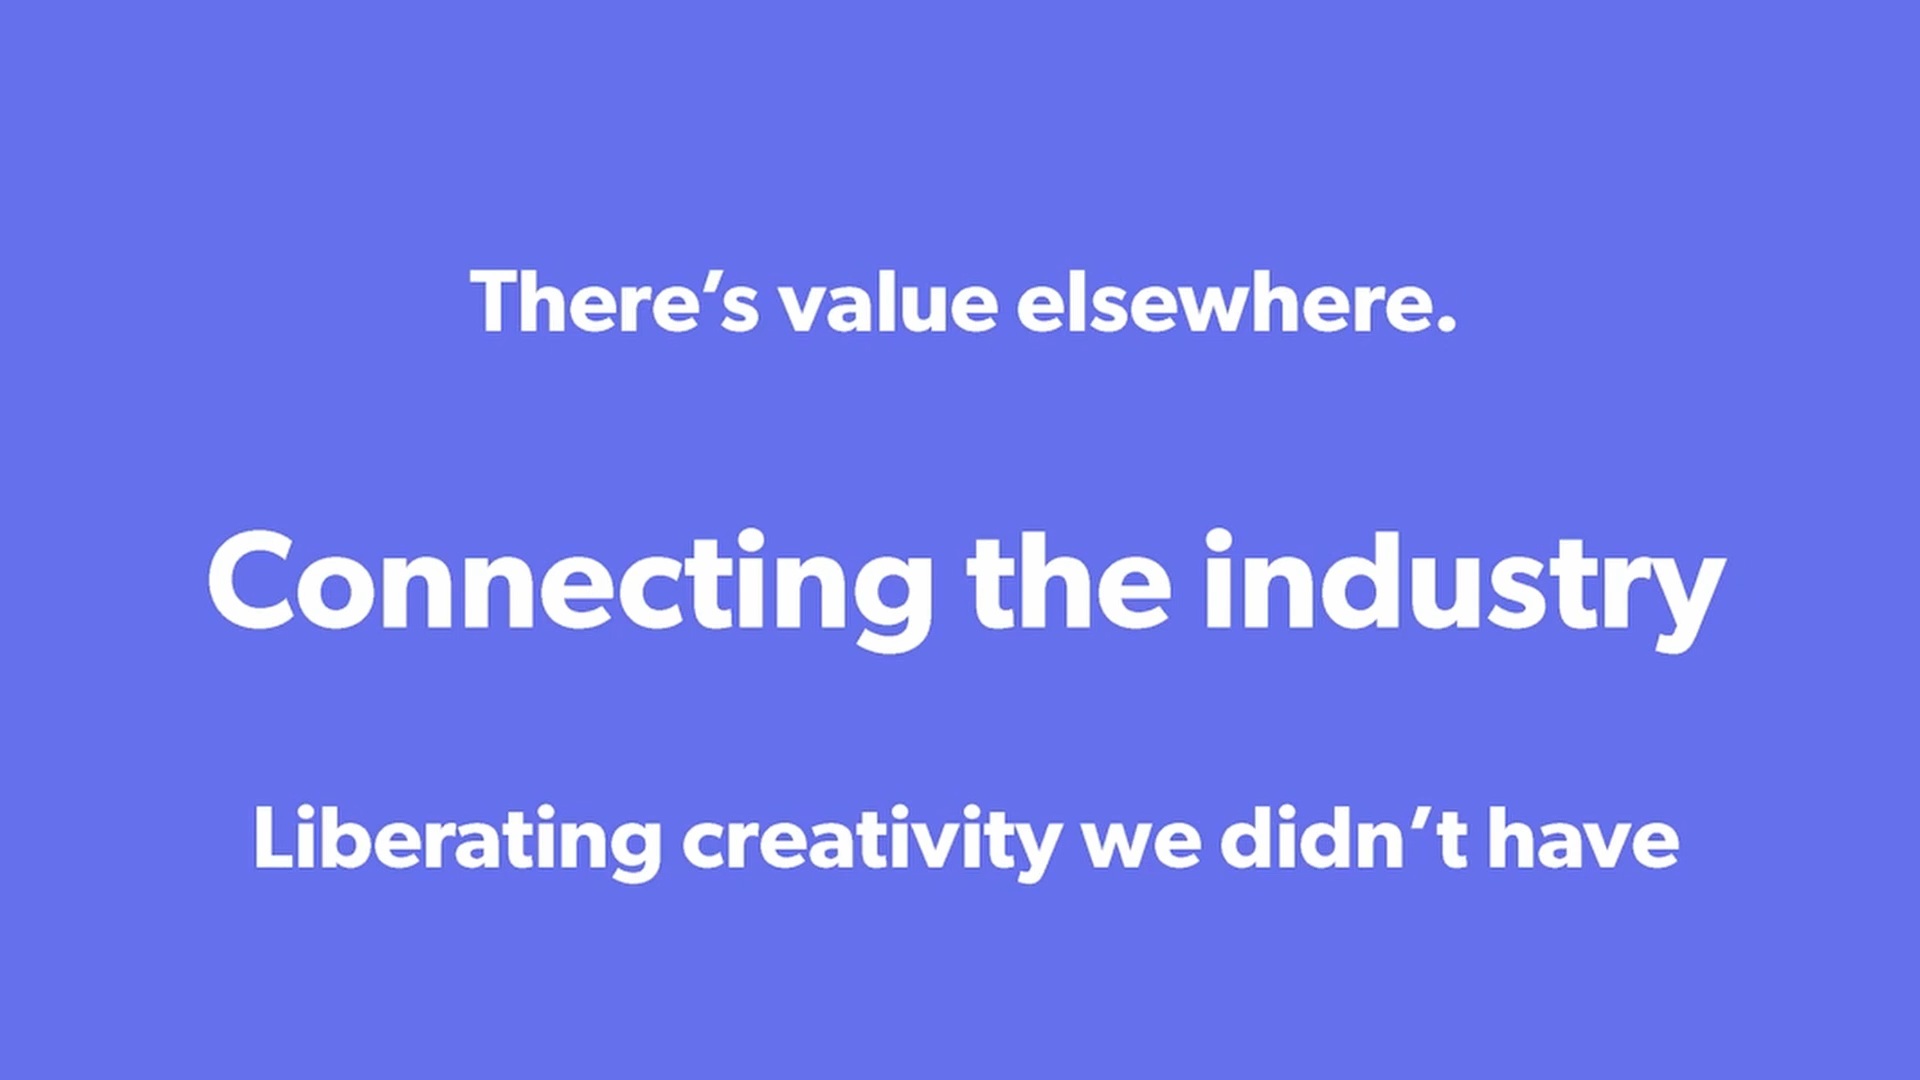 There’s value elsewhere.
Connecting the industry
Liberating creativity we didn’t have